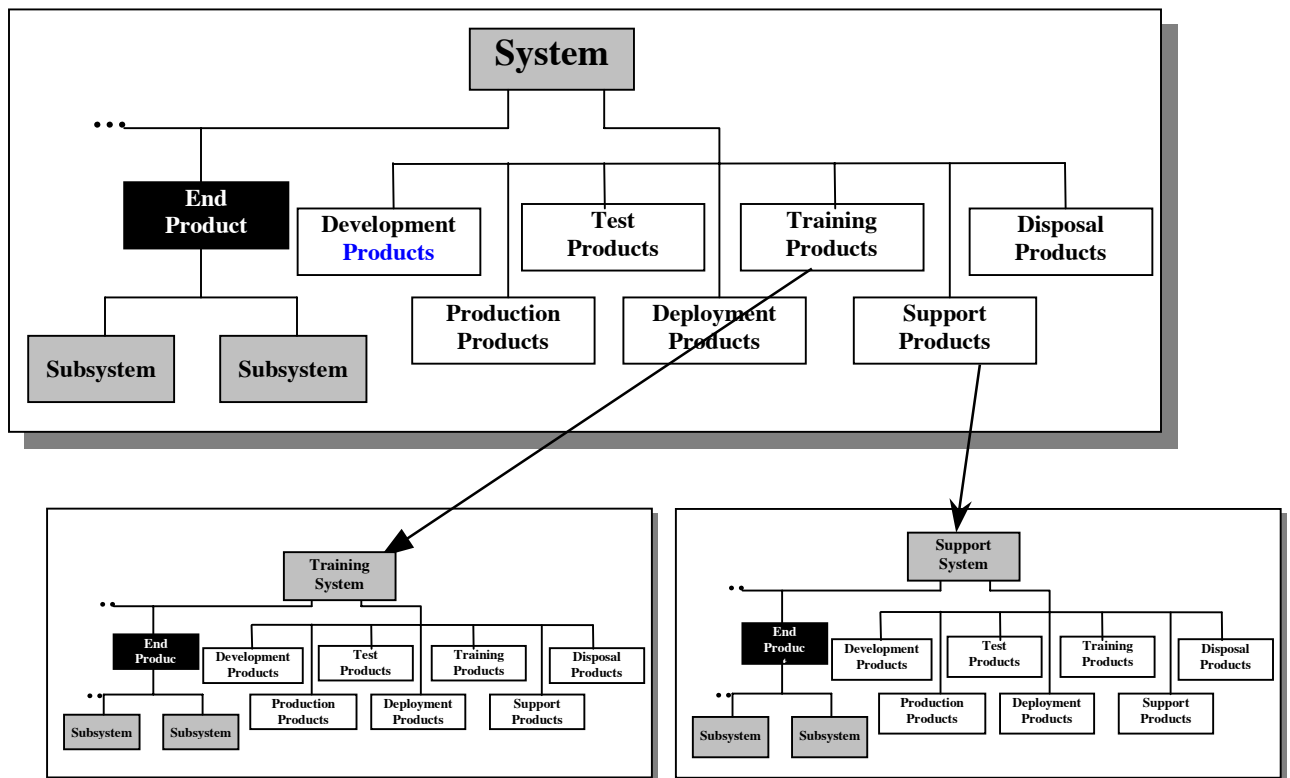 System
...
End
Product
Development
Products
Test
Products
Training
Products
Disposal
Products
Production
Products
Deployment
Products
Support
Products
Subsystem
Subsystem
Training
System
..
End
Produc
Development
Products
Test
Products
Training
Products
Disposal
Products
..
Production
Products
Deployment
Products
Support
Products
Subsystem
Subsystem
Support
System
..
End
Produc
Development
Products
Test
Products
Training
Products
Disposal
Products
..
Production
Products
Deployment
Products
Support
Products
Subsystem
Subsystem